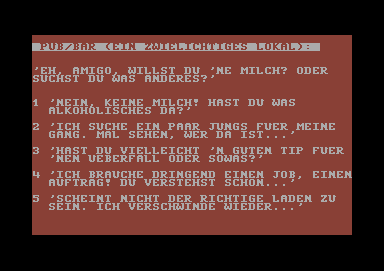 PUB/BAR (EIN ZWIELICHTIGES LOKAL):
'EH, AMIGO, WILLST DU 'NE MILCH? ODER
SUCHST DU WAS ANDERES?'
1 'NEIN, KEINE MILCH! HAST DU WAS
ALKOHOLISCHES DA?'
2 'ICH SUCHE EIN PAAR JUNGS FUER MEINE
GANG. MAL SEHEN, WER DA IST...'
3 'HAST DU VIELLEICHT 'N GUTEN TIP FUER
'NEN UEBERFALL ODER SOWAS?'
4 'ICH BRAUCHE DRINGEND EINEN JOB, EINEN
AUFTRAG! DU VERSTEHST SCHON...'
5 'SCHEINT NICHT DER RICHTIGE LADEN ZU
SEIN. ICH VERSCHWINDE WIEDER...'